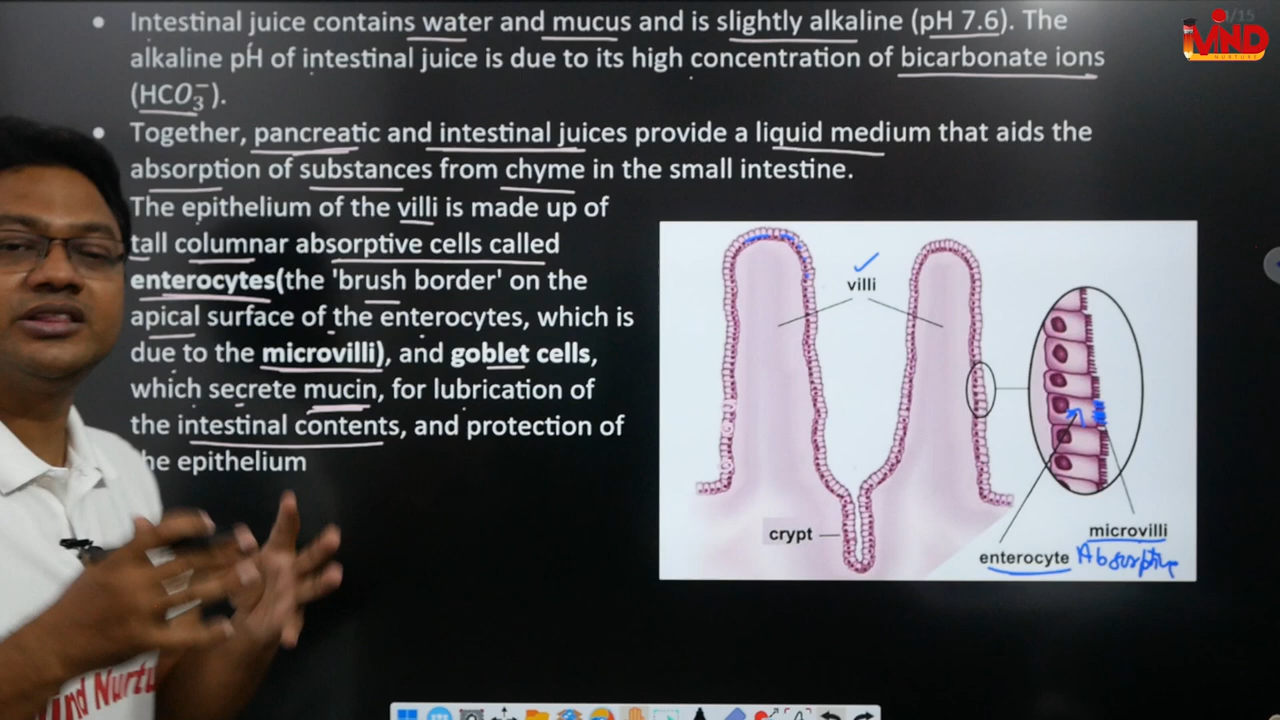 • Intestinal juice contains water and mucus and is slightly alkaline (pH 7.6). The
alkaline pH of intestinal juice is due to its high concentration of bicarbonate ions
(HCO₃⁻).
• Together, pancreatic and intestinal juices provide a liquid medium that aids the
absorption of substances from chyme in the small intestine.
The epithelium of the villi is made up of
tall columnar absorptive cells called
enterocytes(the 'brush border' on the
apical surface of the enterocytes, which is
due to the microvilli), and goblet cells,
which secrete mucin, for lubrication of
the intestinal contents, and protection of
he epithelium
villi
crypt
microvilli
enterocyte
Absorptive
/15
MIND
NURTURE
ind Nurtu